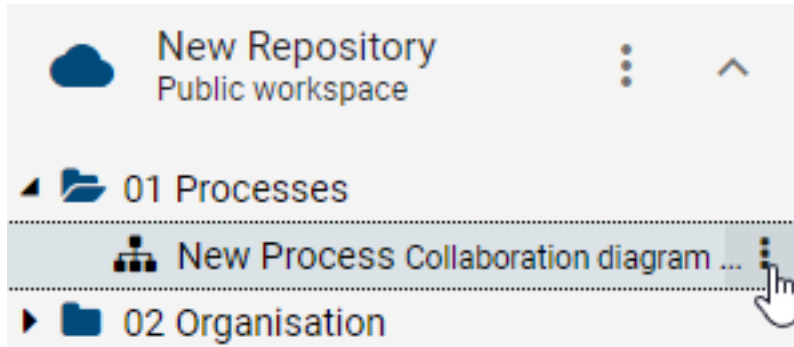 New Repository
Public workspace
01 Processes
New Process Collaboration diagram ...
02 Organisation